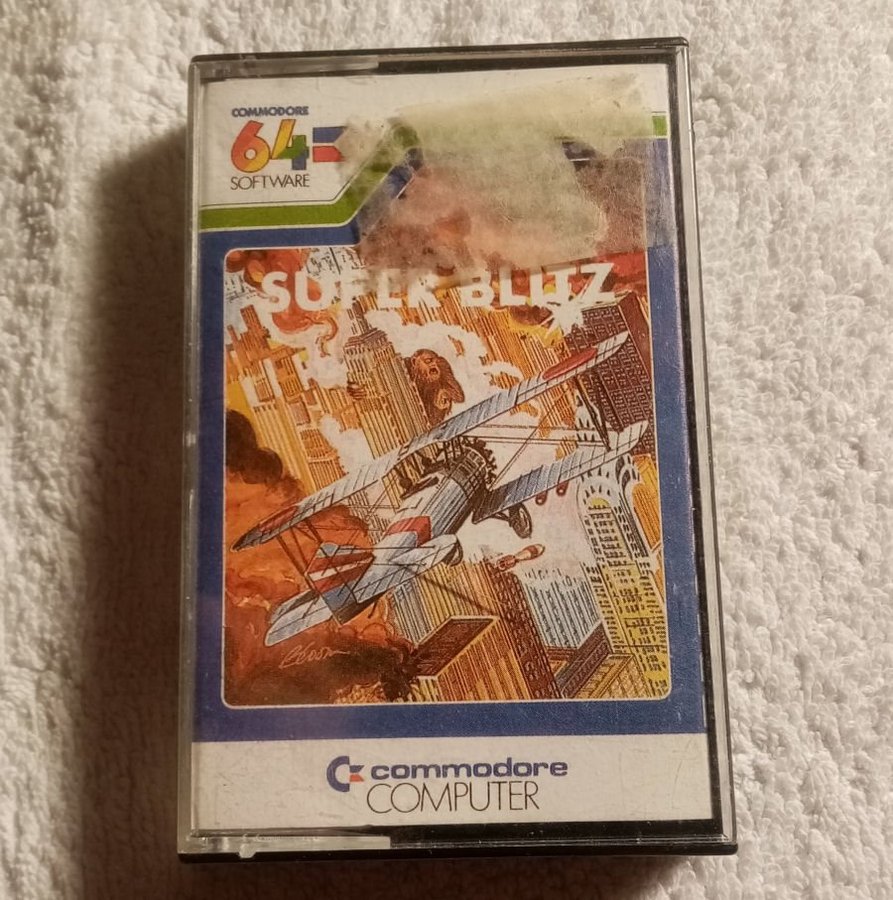 COMMODORE
64
SOFTWARE
SUPER BLITZ
commodore
COMPUTER